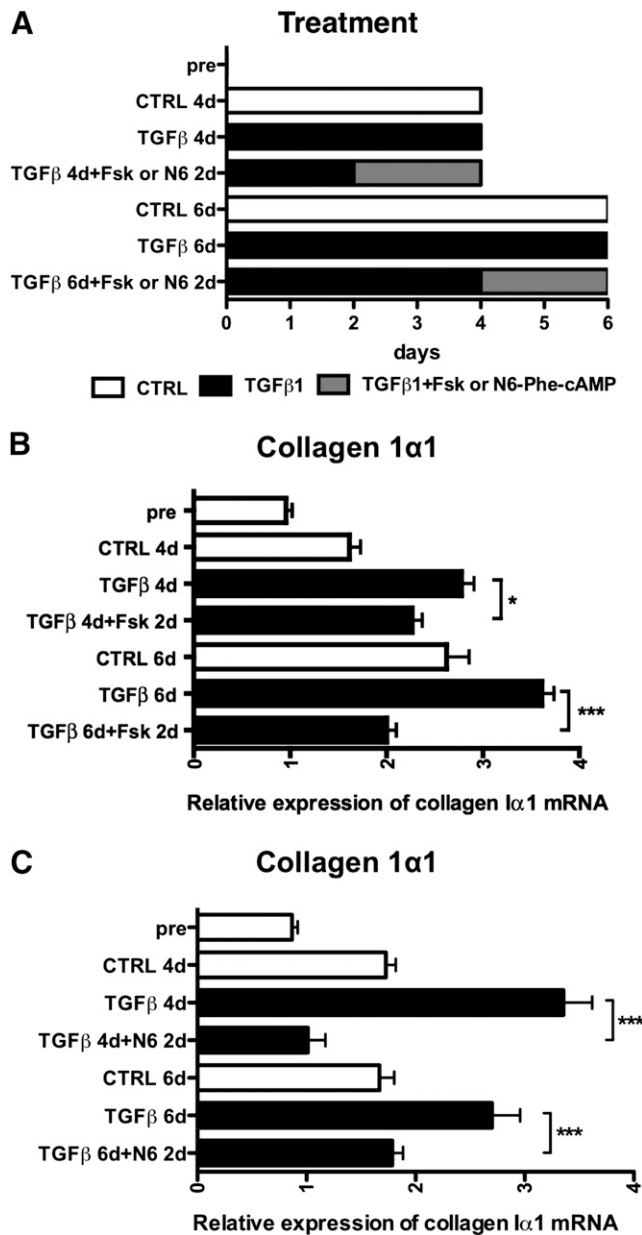 A
Treatment
pre
CTRL 4d
TGFβ 4d
TGFβ 4d+Fsk or N6 2d
CTRL 6d
TGFβ 6d
TGFβ 6d+Fsk or N6 2d
0 1 2 3 4 5 6
days
CTRL TGFβ1 TGFβ1+Fsk or N6-Phe-cAMP
B
Collagen 1α1
pre
CTRL 4d
TGFβ 4d
*
TGFβ 4d+Fsk 2d
CTRL 6d
TGFβ 6d
***
TGFβ 6d+Fsk 2d
0 1 2 3 4
Relative expression of collagen Iα1 mRNA
C
Collagen 1α1
pre
CTRL 4d
TGFβ 4d
***
TGFβ 4d+N6 2d
CTRL 6d
TGFβ 6d
***
TGFβ 6d+N6 2d
0 1 2 3 4
Relative expression of collagen Iα1 mRNA